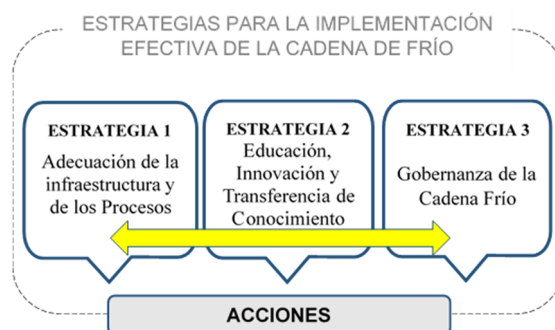 ESTRATEGIAS PARA LA IMPLEMENTACIÓN
EFECTIVA DE LA CADENA DE FRÍO
ESTRATEGIA 1
Adecuación de la
infraestructura y
de los Procesos
ESTRATEGIA 2
Educación,
Innovación y
Transferencia de
Conocimiento
ESTRATEGIA 3
Gobernanza de la
Cadena Frío
ACCIONES